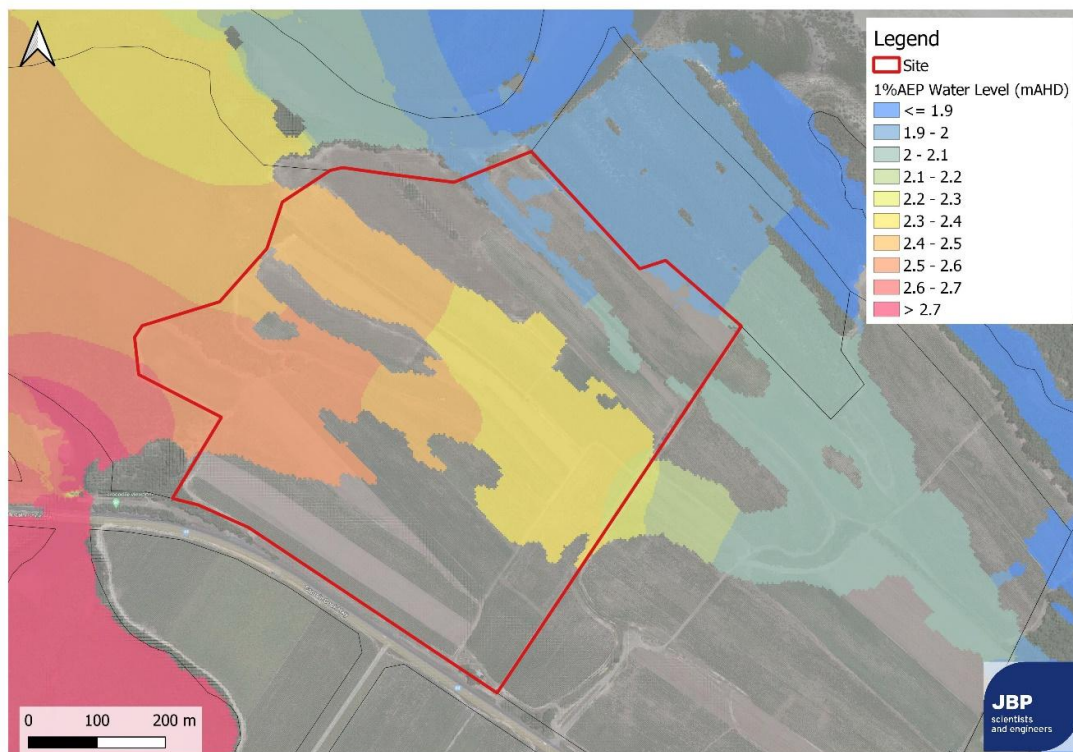 Legend
Site
1%AEP Water Level (mAHD)
<= 1.9
1.9 - 2
2 - 2.1
2.1 - 2.2
2.2 - 2.3
2.3 - 2.4
2.4 - 2.5
2.5 - 2.6
2.6 - 2.7
> 2.7
0 100 200 m
JBP
scientists
and engineers